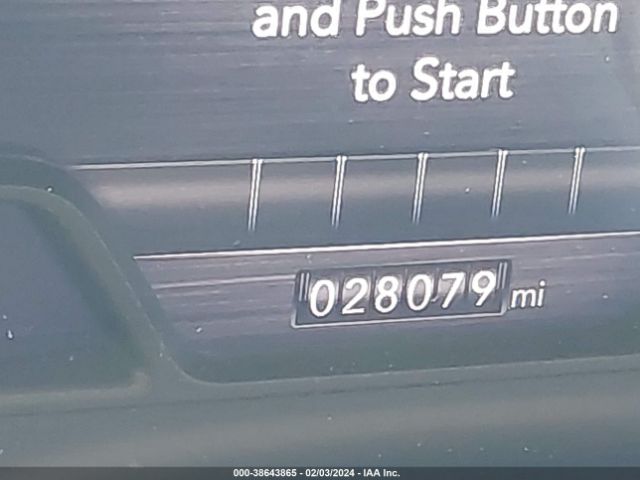 and Push Button
to Start
028079 mi
000-38643865 - 02/03/2024 - IAA Inc.